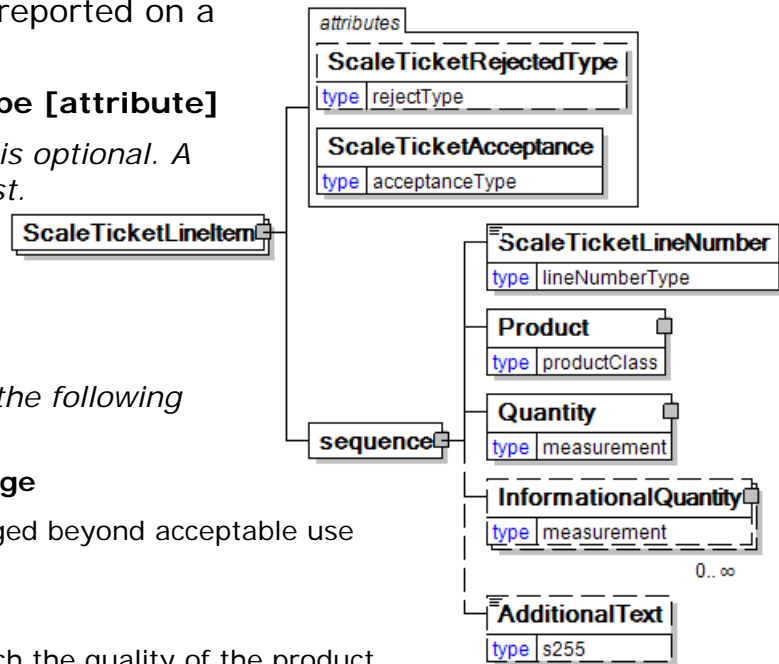 reported on a
pe [attribute]
is optional. A
st.
the following
ge
ged beyond acceptable use
ch the quality of the product
attributes
ScaleTicketRejectedType
type rejectType
ScaleTicketAcceptance
type acceptanceType
ScaleTicketLineItem
sequence
ScaleTicketLineNumber
type lineNumberType
Product
type productClass
Quantity
type measurement
InformationalQuantity
type measurement
0.. ∞
AdditionalText
type s255